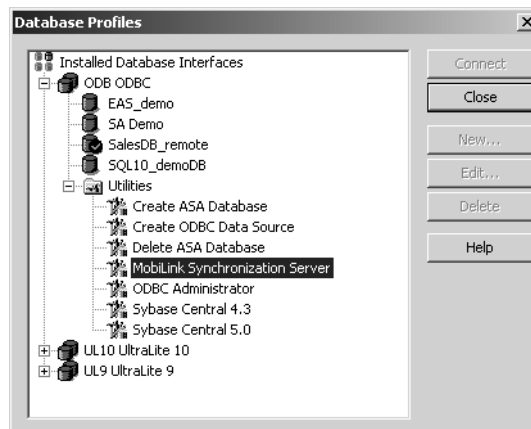 Database Profiles
Installed Database Interfaces
ODB ODBC
EAS_demo
SA Demo
SalesDB_remote
SQL10_demoDB
Utilities
Create ASA Database
Create ODBC Data Source
Delete ASA Database
MobiLink Synchronization Server
ODBC Administrator
Sybase Central 4.3
Sybase Central 5.0
UL10 UltraLite 10
UL9 UltraLite 9
Connect
Close
New...
Edit...
Delete
Help